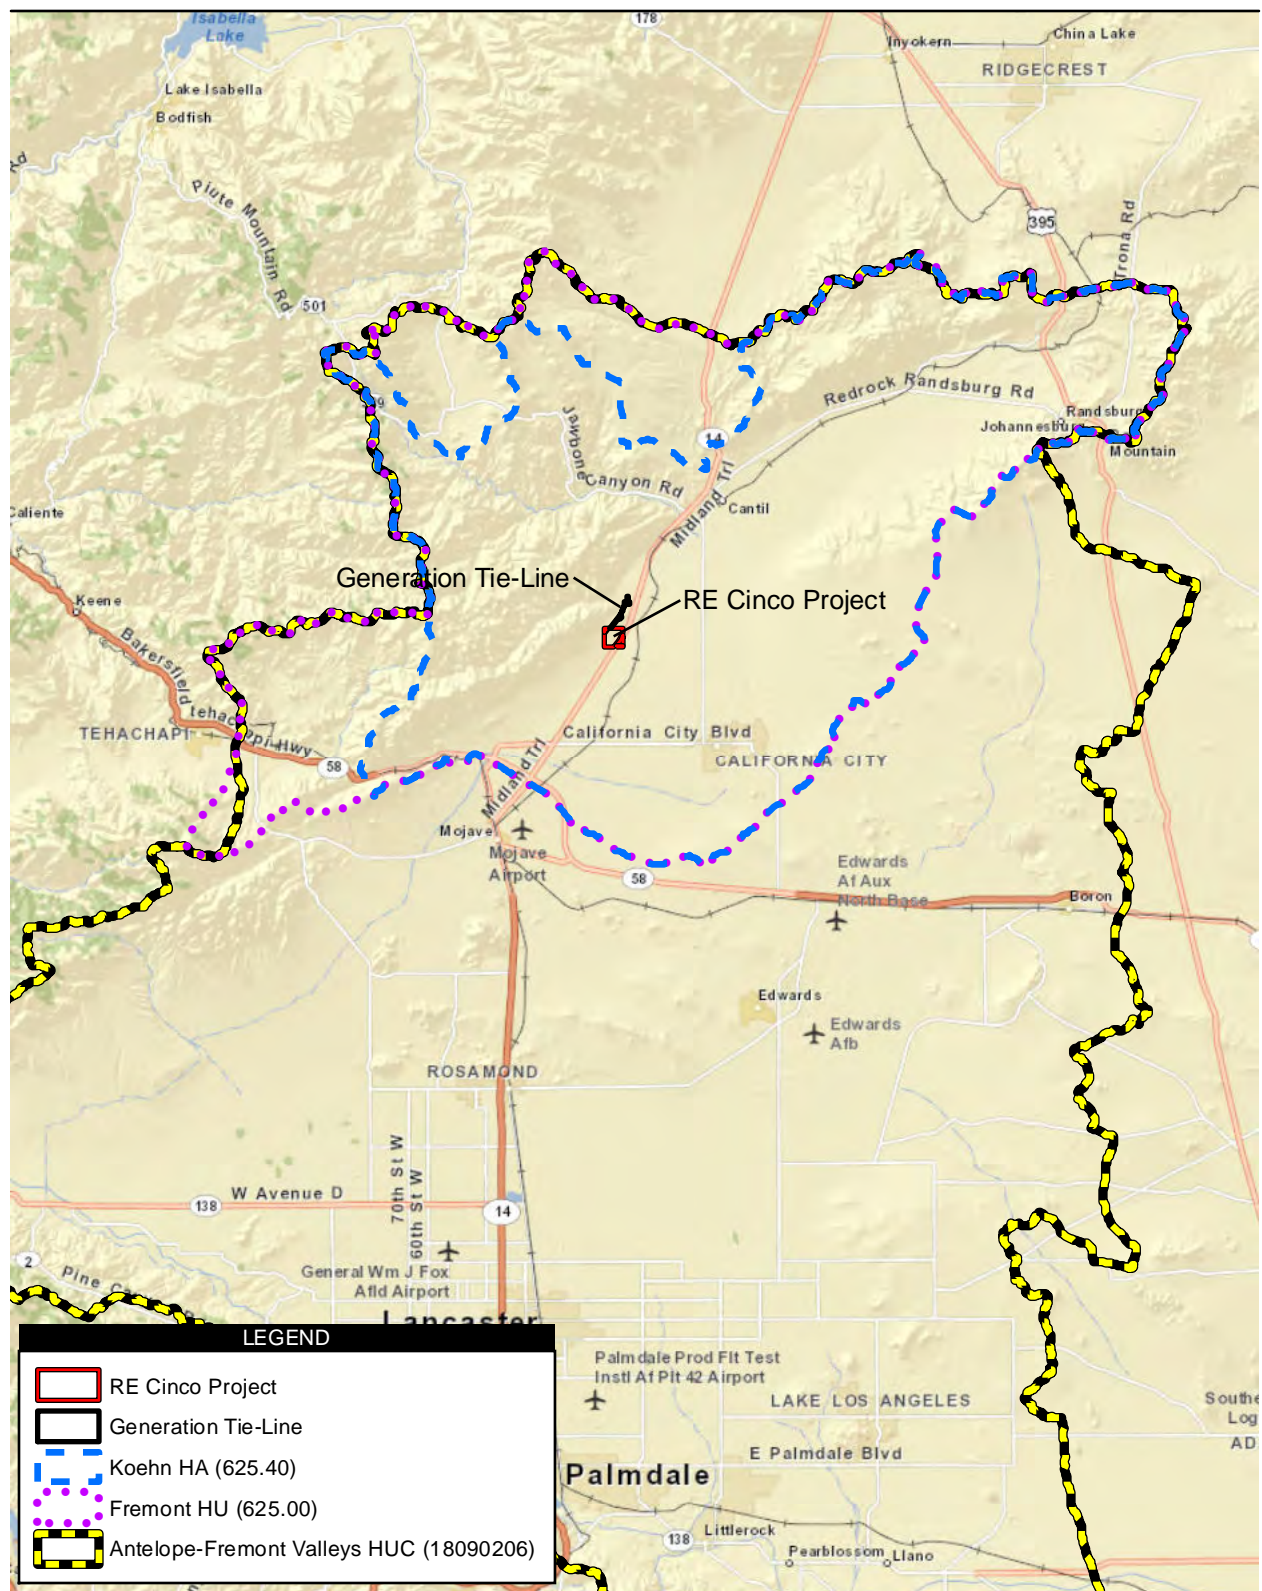 Isabella
Lake
178
Inyokern
China Lake
RIDGECREST
Lake Isabella
Bodfish
Rd
Piute Mountain Rd
395
Trona Rd
501
Redrock Randsburg Rd
Randsburg
Johannesburg
Mountain
14
Jawbone
Canyon Rd
Midland Trl
Cantil
Caliente
Generation Tie-Line
RE Cinco Project
Keene
Bakersfield
tehachapi Hwy
TEHACHAPI
58
California City Blvd
CALIFORNIA CITY
Midland Trl
Mojave
Mojave
Airport
58
Edwards
Af Aux
North Base
Boron
Edwards
Edwards
Afb
ROSAMOND
70th St W
60th St W
W Avenue D
138
14
2
General Wm J Fox
Afld Airport
Lancaster
LEGEND
RE Cinco Project
Generation Tie-Line
Koehn HA (625.40)
Fremont HU (625.00)
Antelope-Fremont Valleys HUC (18090206)
Palmdale Prod Flt Test
Instl Af Plt 42 Airport
LAKE LOS ANGELES
E Palmdale Blvd
Palmdale
138
Littlerock
Pearblossom
Llano
Southe
Log
AD